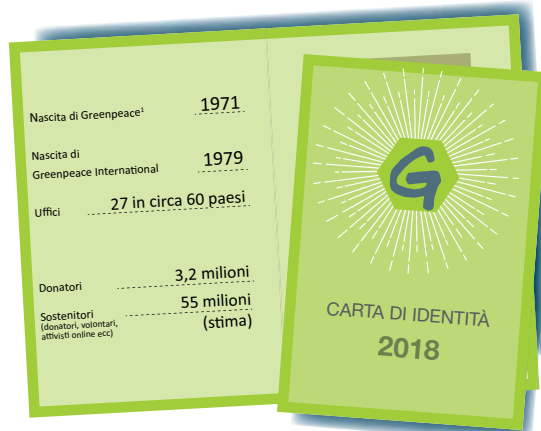 Nascita di Greenpeace¹ 1971
Nascita di
Greenpeace International 1979
Uffici 27 in circa 60 paesi
Donatori 3,2 milioni
Sostenitori 55 milioni
(donatori, volontari, (stima)
attivisti online ecc)
G
CARTA DI IDENTITÀ
2018